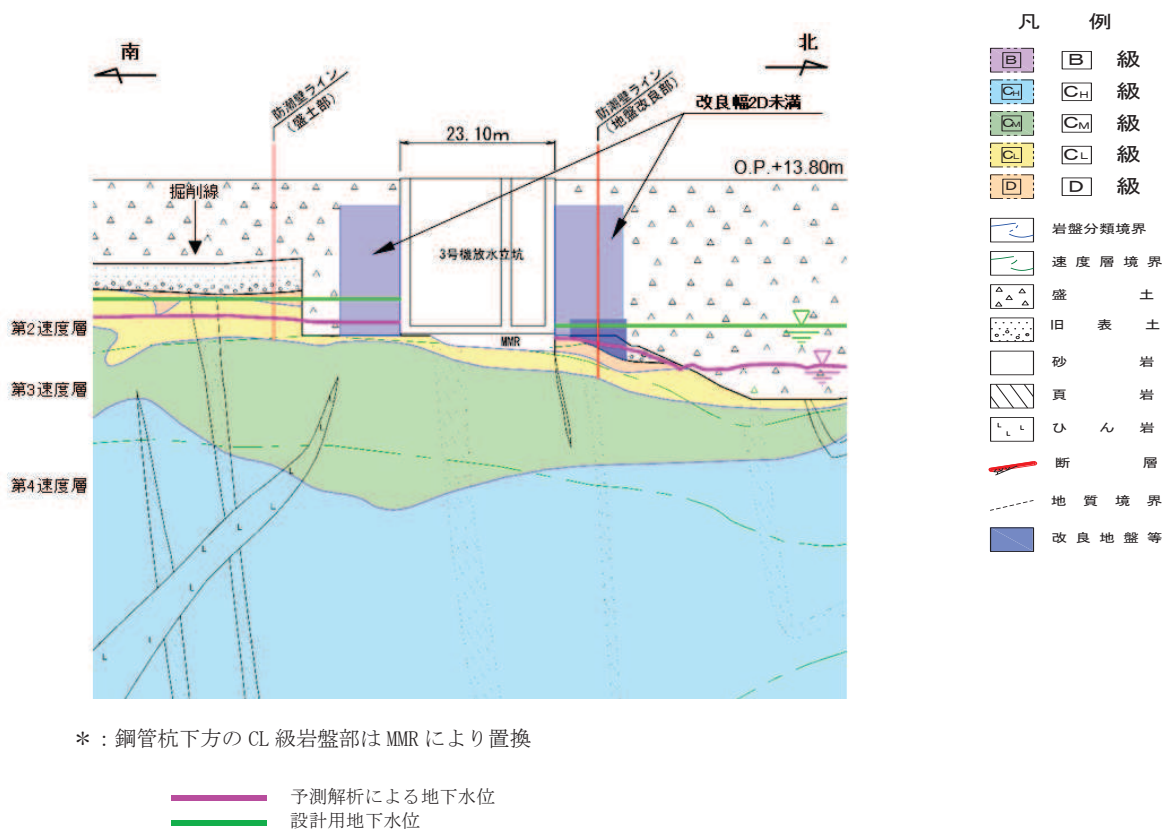 南
北
防潮壁ライン
(盛土部)
防潮壁ライン
(地盤改良部)
改良幅2D未満
23.10m
O.P.+13.80m
掘削線
3号機放水立坑
MMR
第2速度層
第3速度層
第4速度層
L
L
L
L
L
L
L
*：鋼管杭下方の CL 級岩盤部は MMR により置換
予測解析による地下水位
設計用地下水位
凡 例
B B 級
CH CH 級
CM CM 級
CL CL 級
D D 級
岩盤分類境界
速度層境界
盛土
旧表土
砂岩
頁岩
L L L ひん岩
断層
地質境界
改良地盤等